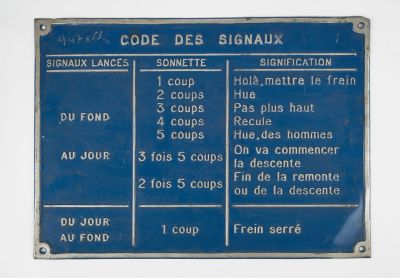 CODE DES SIGNAUX
SIGNAUX LANCÉS SONNETTE SIGNIFICATION
1 coup Holà, mettre le frein
2 coups Hue
3 coups Pas plus haut
DU FOND 4 coups Recule
5 coups Hue, des hommes
AU JOUR 3 fois 5 coups On va commencer
la descente
2 fois 5 coups Fin de la remonte
ou de la descente
DU JOUR
AU FOND 1 coup Frein serré